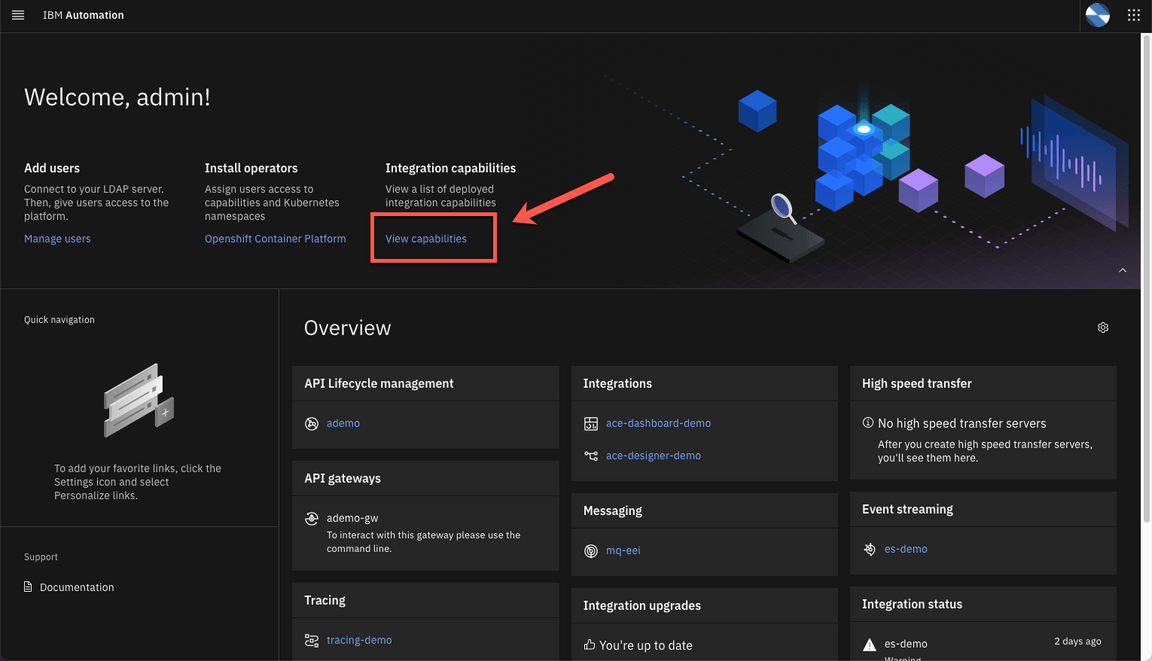 IBM Automation
Welcome, admin!
Add users
Connect to your LDAP server.
Then, give users access to the
platform.
Manage users
Install operators
Assign users access to
capabilities and Kubernetes
namespaces
Openshift Container Platform
Integration capabilities
View a list of deployed
integration capabilities
View capabilities
Quick navigation
To add your favorite links, click the
Settings icon and select
Personalize links.
Support
Documentation
Overview
API Lifecycle management
ademo
API gateways
ademo-gw
To interact with this gateway please use the
command line.
Tracing
tracing-demo
Integrations
ace-dashboard-demo
ace-designer-demo
Messaging
mq-eei
Integration upgrades
You're up to date
High speed transfer
No high speed transfer servers
After you create high speed transfer servers,
you'll see them here.
Event streaming
es-demo
Integration status
es-demo
2 days ago
Warning